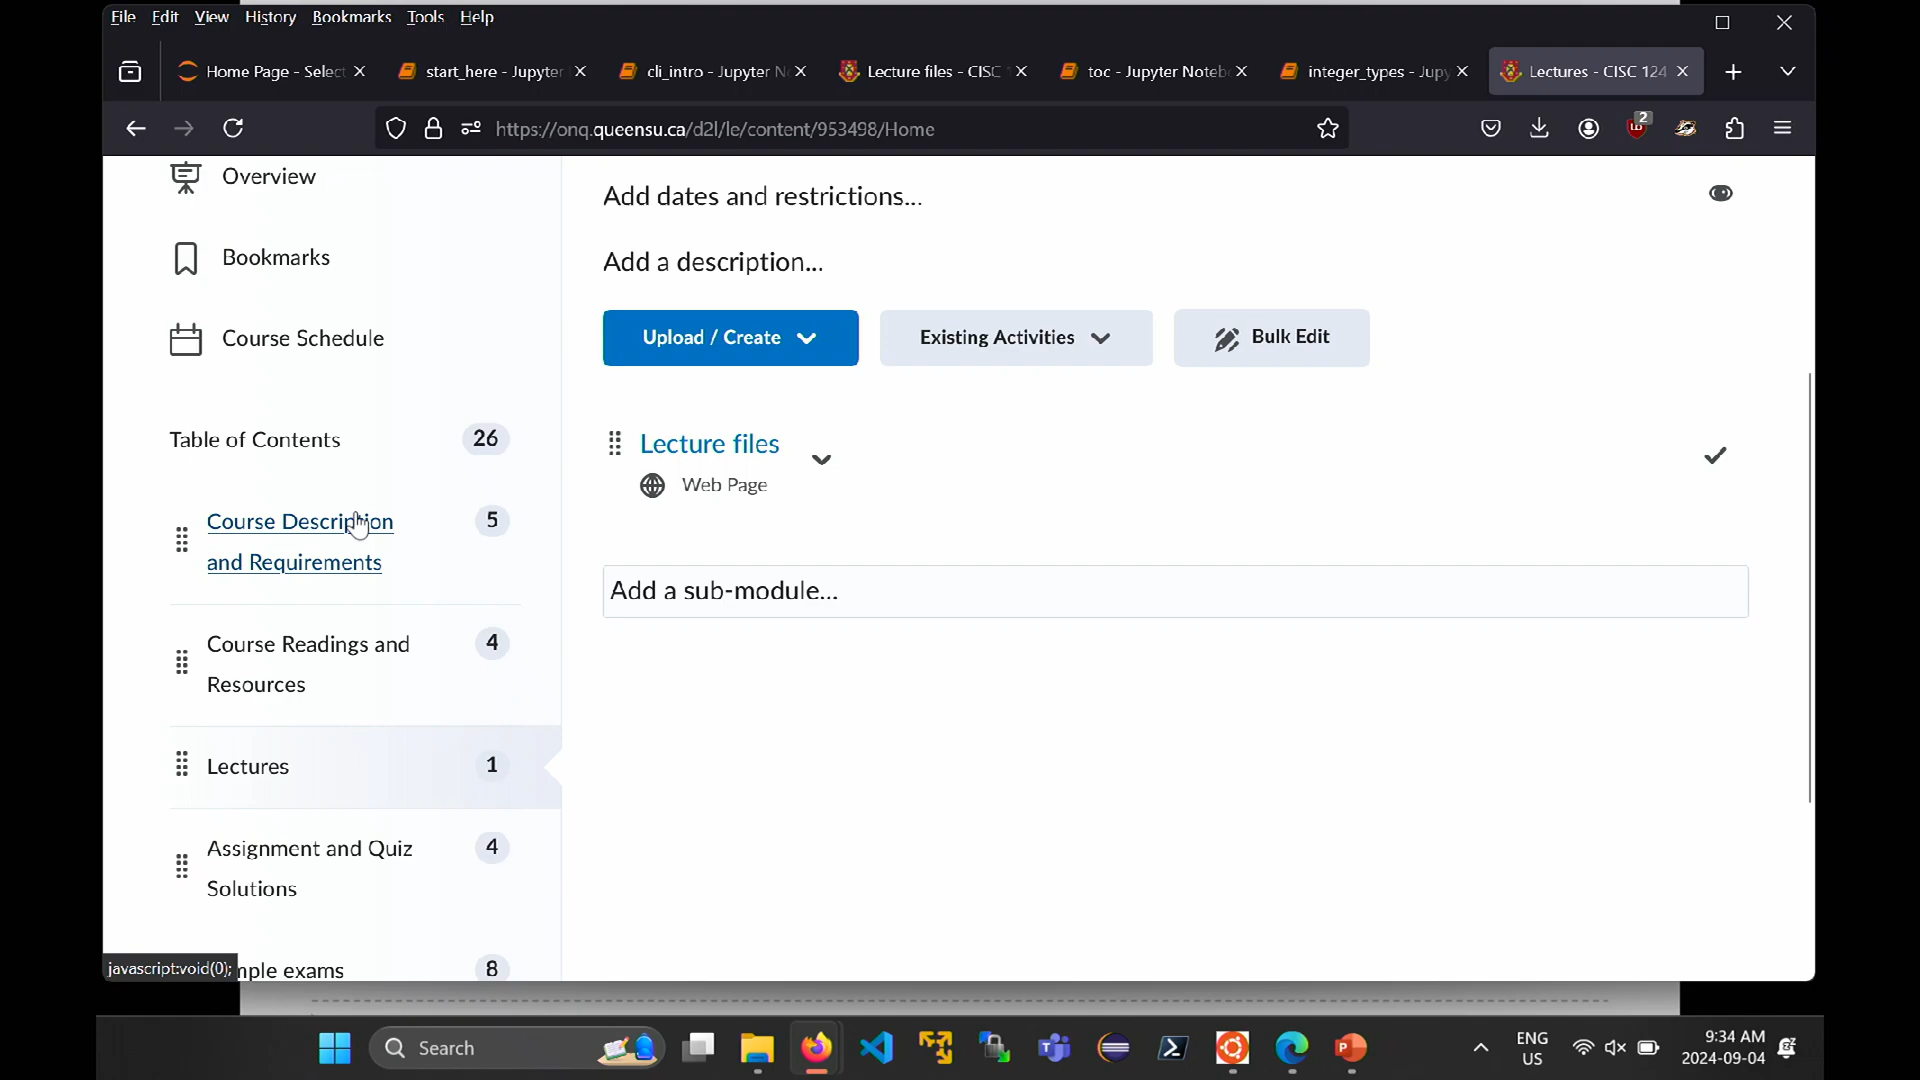 File Edit View History Bookmarks Tools Help
Home Page - Select
start_here - Jupyter
cli_intro - Jupyter N
Lecture files - CISC
toc - Jupyter Noteb
integer_types - Jupy
Lectures - CISC 124
https://onq.queensu.ca/d2l/le/content/953498/Home
2
Overview
Bookmarks
Course Schedule
Table of Contents 26
Course Description 5
and Requirements
Course Readings and 4
Resources
Lectures 1
Assignment and Quiz 4
Solutions
mple exams 8
javascript:void(0);
Add dates and restrictions...
Add a description...
Upload / Create
Existing Activities
Bulk Edit
Lecture files
Web Page
Add a sub-module...
Search
ENG
US
9:34 AM
2024-09-04